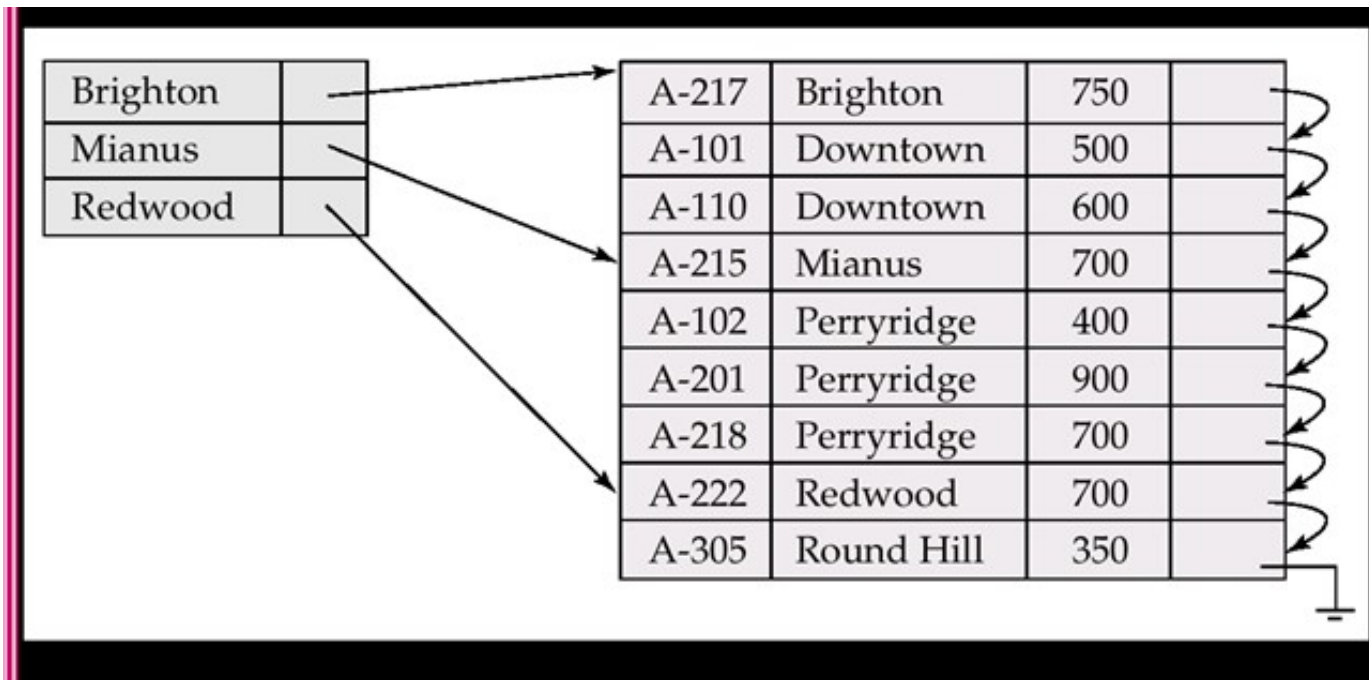 Brighton
Mianus
Redwood
A-217 Brighton 750
A-101 Downtown 500
A-110 Downtown 600
A-215 Mianus 700
A-102 Perryridge 400
A-201 Perryridge 900
A-218 Perryridge 700
A-222 Redwood 700
A-305 Round Hill 350